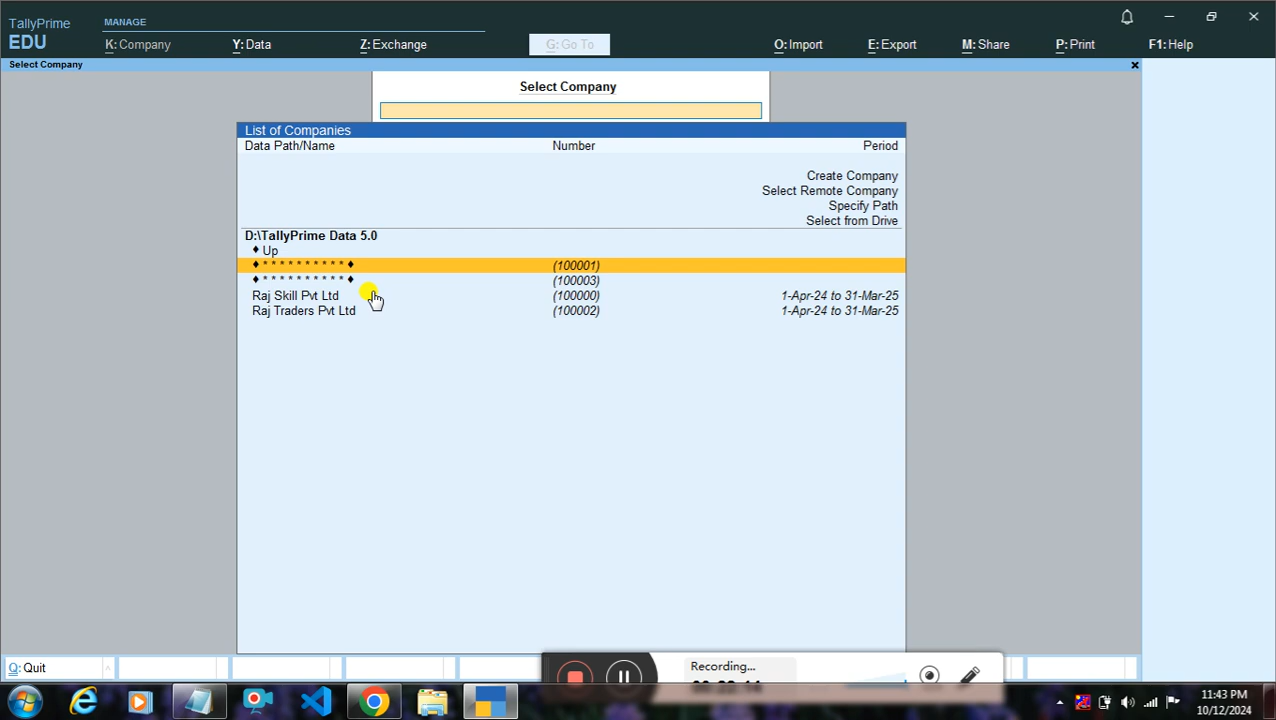 TallyPrime
EDU
MANAGE
K: Company
Y: Data
Z: Exchange
G: Go To
O: Import
E: Export
M: Share
P: Print
F1: Help
Select Company
Select Company
List of Companies
Data Path/Name Number Period
Create Company
Select Remote Company
Specify Path
Select from Drive
D:\TallyPrime Data 5.0
♦ Up
♦ * * * * * * * * * * ♦ (100001)
♦ * * * * * * * * * * ♦ (100003)
Raj Skill Pvt Ltd (100000) 1-Apr-24 to 31-Mar-25
Raj Traders Pvt Ltd (100002) 1-Apr-24 to 31-Mar-25
Q: Quit
Recording...
11:43 PM
10/12/2024